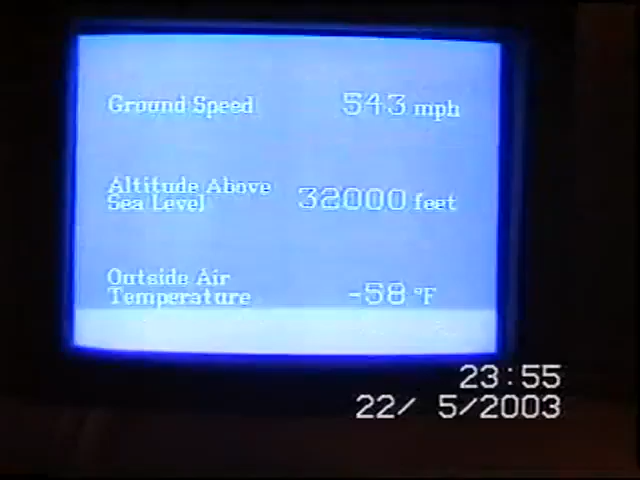 Ground Speed 543 mph
Altitude Above
Sea Level 32000 feet
Outside Air
Temperature -58 °F
23:55
22/ 5/2003